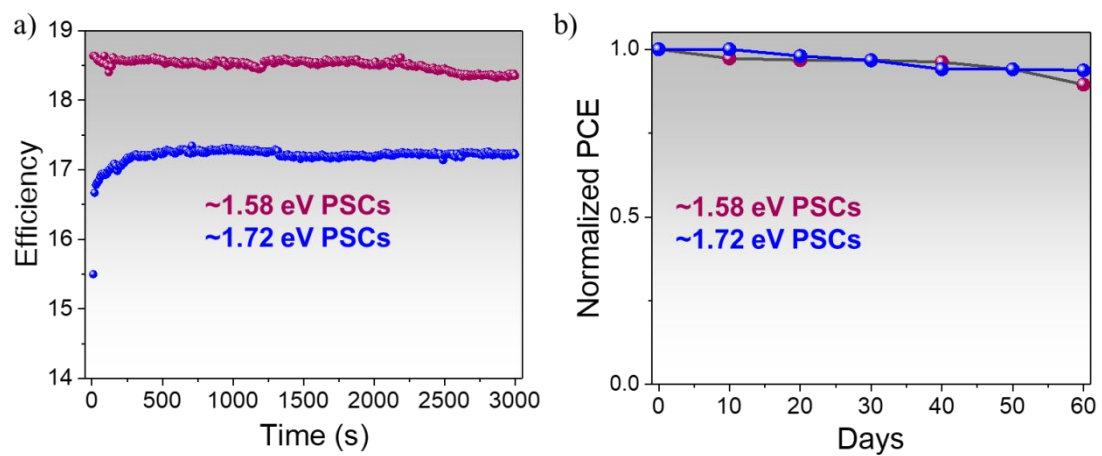 a)
19
18
17
16
15
14
Efficiency
~1.58 eV PSCs
~1.72 eV PSCs
0 500 1000 1500 2000 2500 3000
Time (s)
b)
1.0
0.5
0.0
Normalized PCE
~1.58 eV PSCs
~1.72 eV PSCs
0 10 20 30 40 50 60
Days